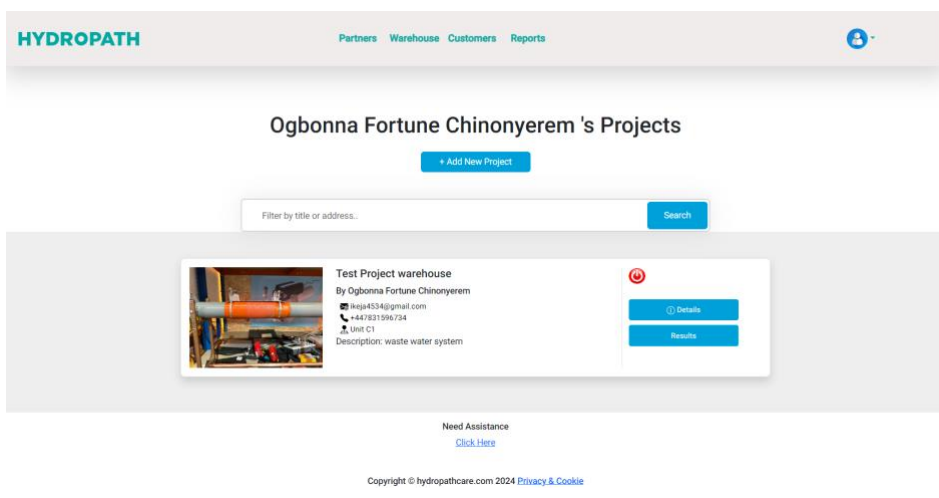 HYDROPATH
Partners Warehouse Customers Reports
Ogbonna Fortune Chinonyerem 's Projects
+ Add New Project
Filter by title or address..
Search
Test Project warehouse
By Ogbonna Fortune Chinonyerem
ikeja4534@gmail.com
+447831596734
Unit C1
Description: waste water system
Details
Results
Need Assistance
Click Here
Copyright © hydropathcare.com 2024 Privacy & Cookie